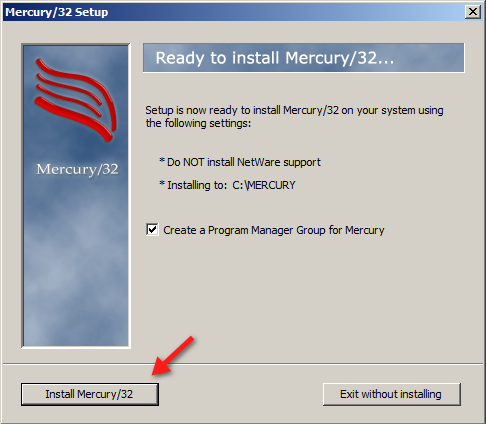 Mercury/32 Setup
Ready to install Mercury/32...
Mercury/32
Setup is now ready to install Mercury/32 on your system using
the following settings:
* Do NOT install NetWare support
* Installing to: C:\MERCURY
Create a Program Manager Group for Mercury
Install Mercury/32
Exit without installing